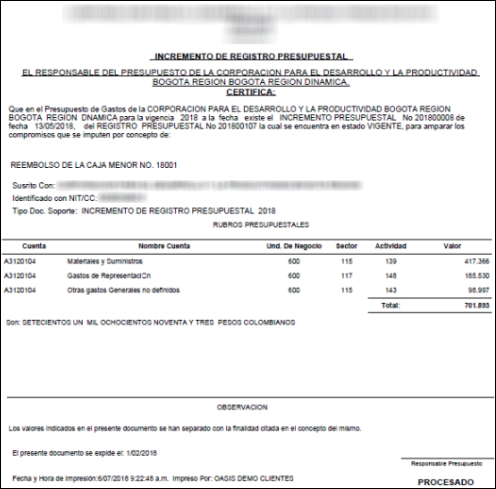 INCREMENTO DE REGISTRO PRESUPUESTAL
EL RESPONSABLE DEL PRESUPUESTO DE LA CORPORACION PARA EL DESARROLLO Y LA PRODUCTIVIDAD
BOGOTA REGION BOGOTA REGION DINAMICA.
CERTIFICA:
Que en el Presupuesto de Gastos de la CORPORACION PARA EL DESARROLLO Y LA PRODUCTIVIDAD BOGOTA REGION
BOGOTA REGION DNAMICA para la vigencia 2018 a la fecha existe el INCREMENTO PRESUPUESTAL No 201800008 de
fecha 13/05/2018, del REGISTRO PRESUPUESTAL No 201800107 la cual se encuentra en estado VIGENTE, para amparar los
compromisos que se imputen por concepto de:
REEMBOLSO DE LA CAJA MENOR NO. 18001
Susrito Con:
Identificado con NIT/CC:
Tipo Doc. Soporte: INCREMENTO DE REGISTRO PRESUPUESTAL 2018
RUBROS PRESUPUESTALES
Cuenta Nombre Cuenta Und. De Negocio Sector Actividad Valor
A3120104 Materiales y Suministros 600 115 139 417.366
A3120104 Gastos de Representación 600 117 148 185,530
A3120104 Otras gastos Generales no definidos 600 115 143 98,997
Total: 701.893
Son: SETECIENTOS UN MIL OCHOCIENTOS NOVENTA Y TRES PESOS COLOMBIANOS
OBSERVACION
Los valores indicados en el presente documento se han separado con la finalidad citada en el concepto del mismo.
El presente documento se expide el: 1/02/2018
Responsable Presupuesto
Fecha y Hora de Impresión:6/07/2018 9:22:48 a.m. Impreso Por: OASIS DEMO CLIENTES
PROCESADO